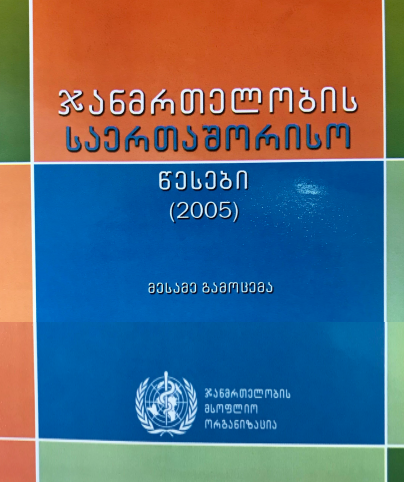 ჯანმრთელობის
საერთაშორისო
წესები
(2005)
მესამე გამოცემა
ჯანმრთელობის
მსოფლიო
ორგანიზაცია